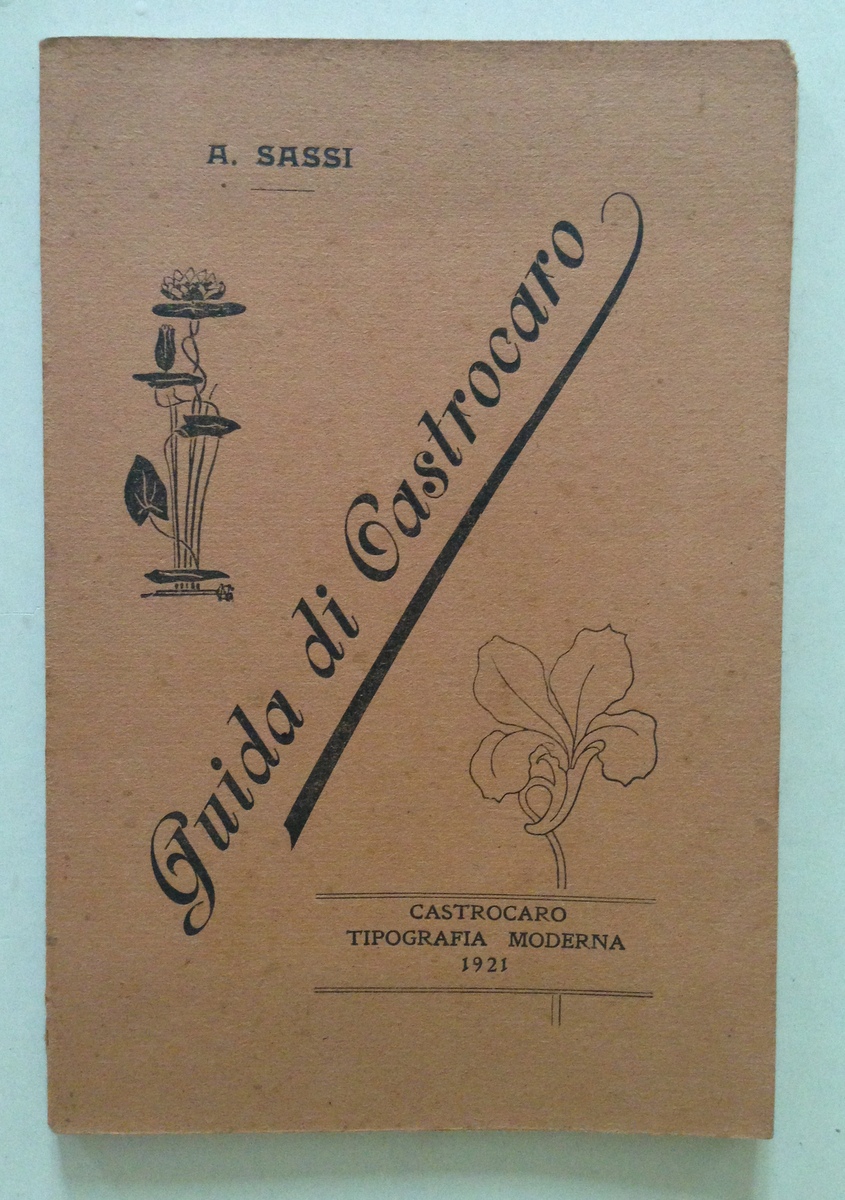 A. SASSI
Guida di Castrocaro
CASTROCARO
TIPOGRAFIA MODERNA
1921